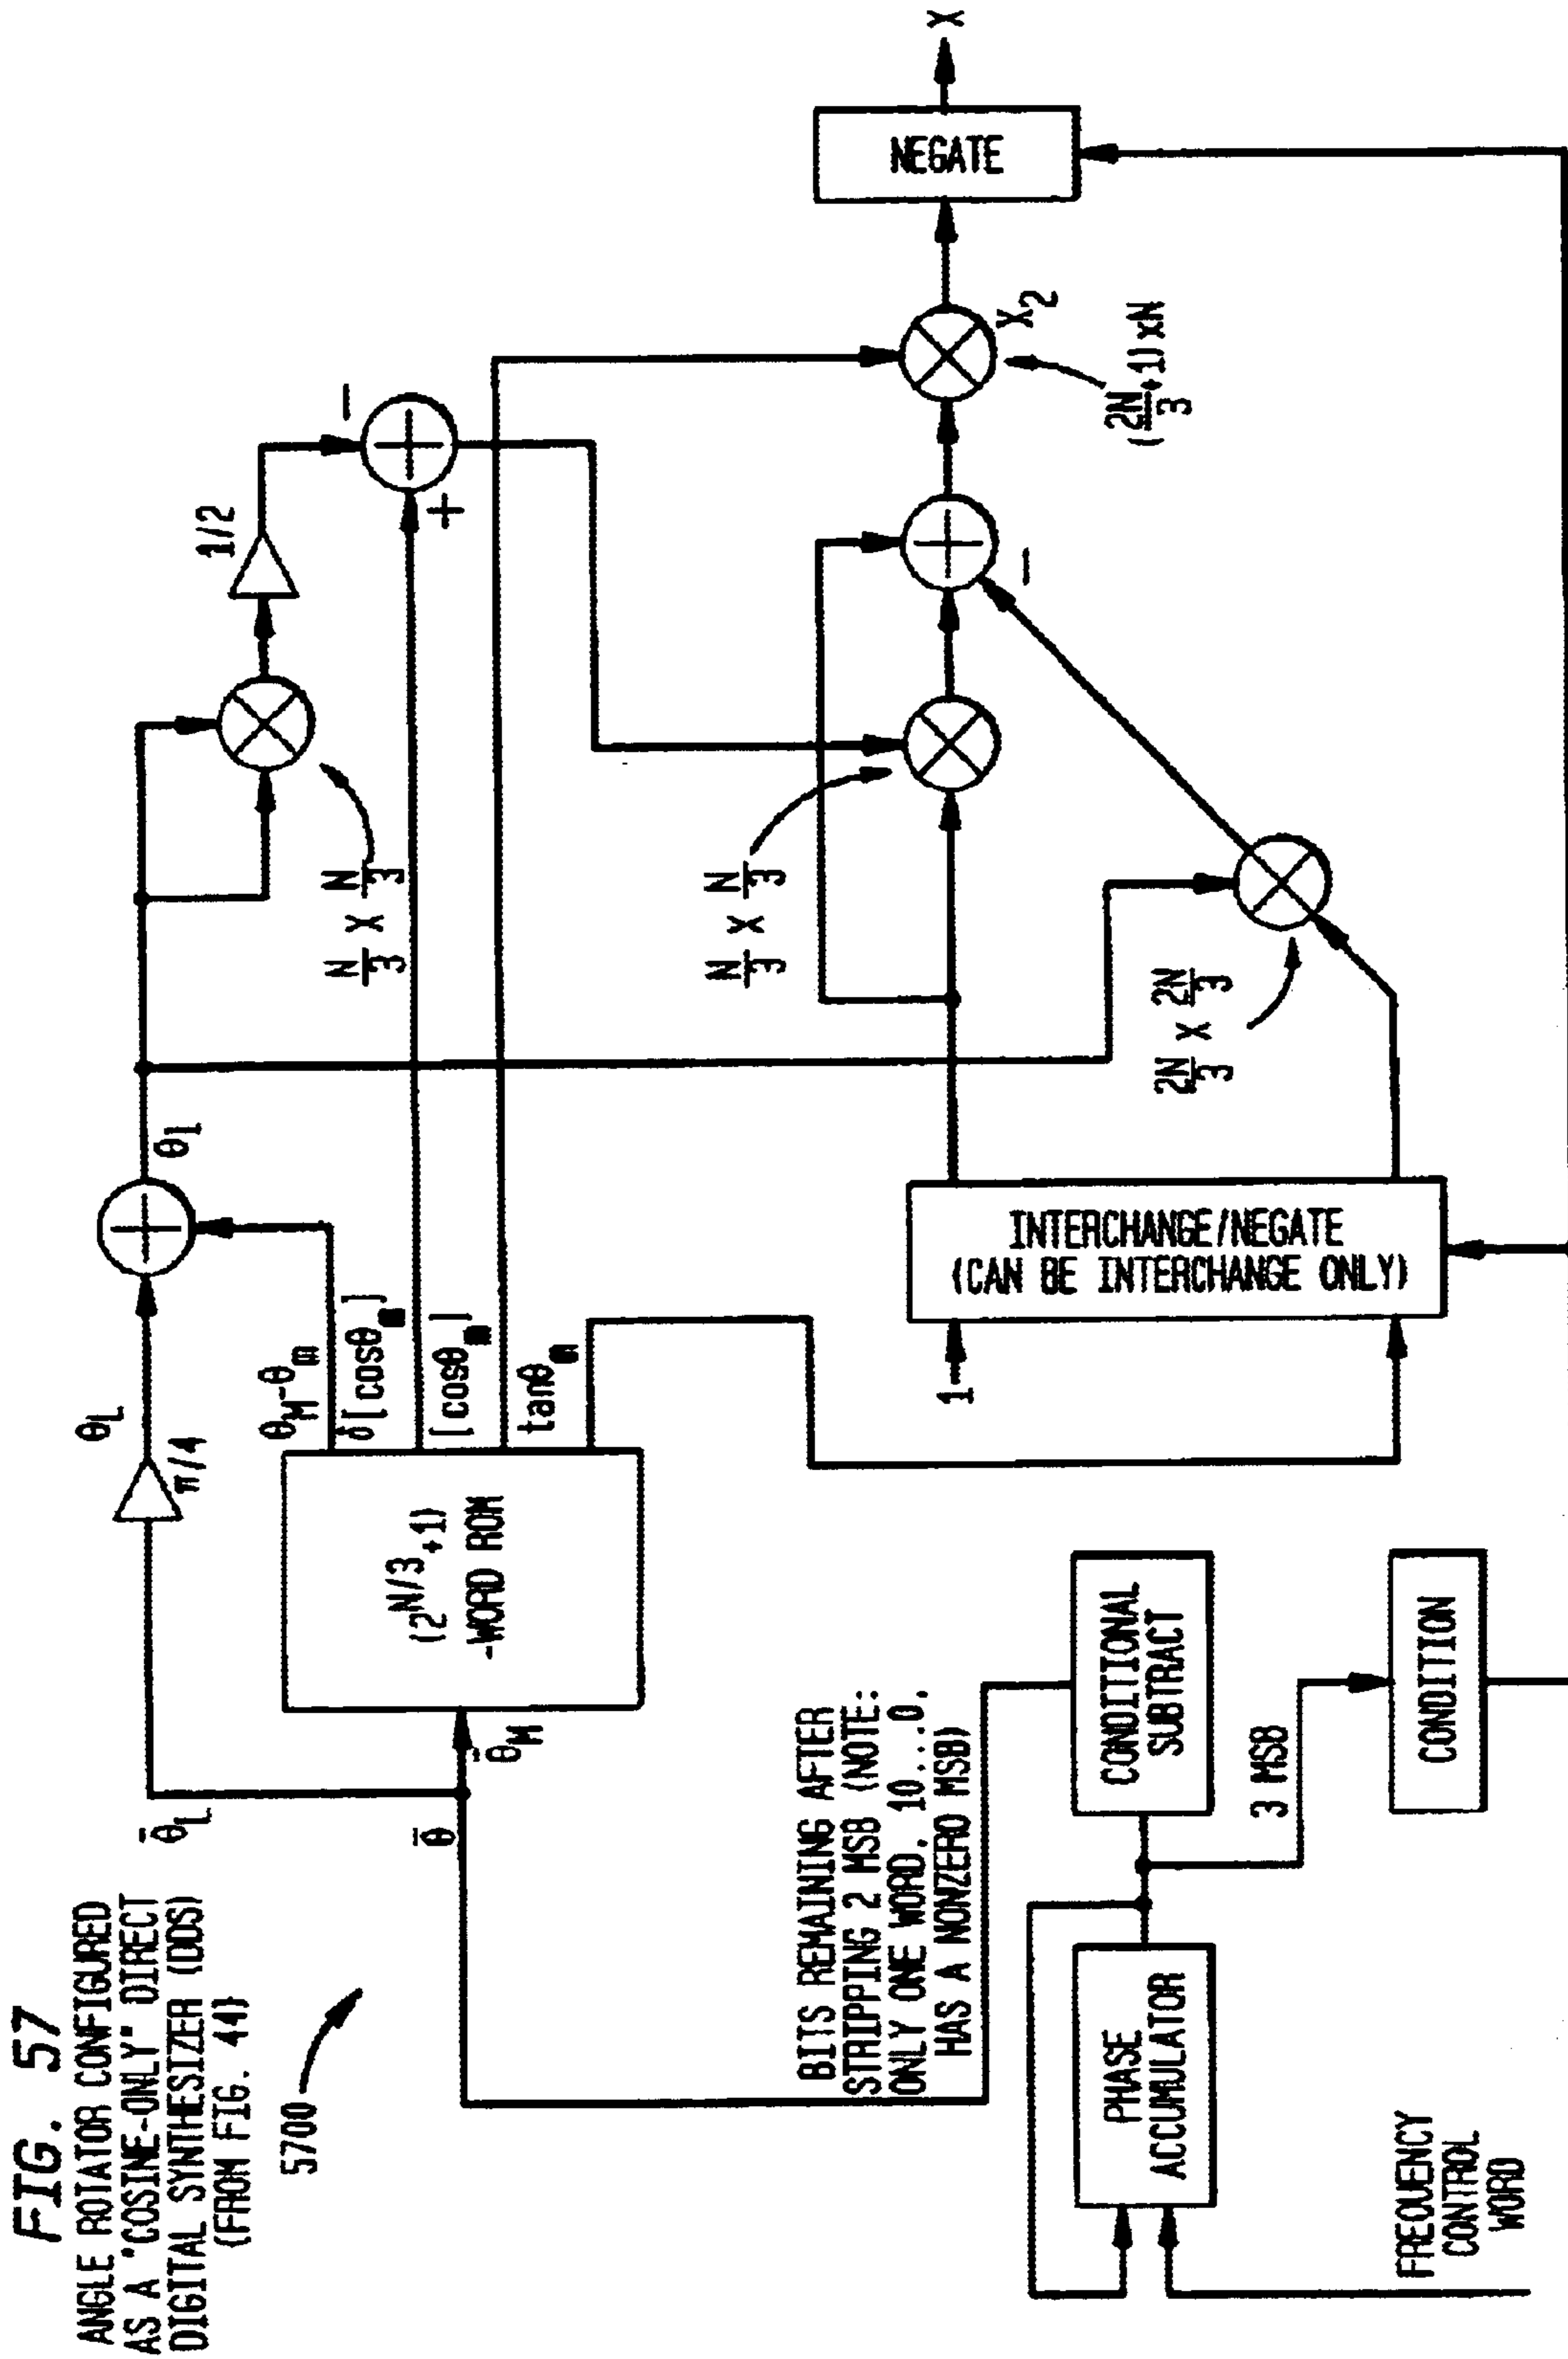 FIG. 57
ANGLE ROTATOR CONFIGURED
AS A "COSINE-ONLY" DIRECT
DIGITAL SYNTHESIZER (DDS)
(FROM FIG. 44)
5700
θ̄L
θ̄
θ̄M
π/4
θL
(2^N/3+1)
-WORD ROM
θM-θm
δ[cosθm]
[cosθm]
tanθm
θl
N/3 X N/3
1/2
−
+
N/3 X N/3
2N/3 X 2N/3
−
X2
(2N/3+1)xN
NEGATE
X
1
INTERCHANGE/NEGATE
(CAN BE INTERCHANGE ONLY)
BITS REMAINING AFTER
STRIPPING 2 MSB (NOTE:
ONLY ONE WORD, 10...0,
HAS A NONZERO MSB)
CONDITIONAL
SUBTRACT
3 MSB
CONDITION
PHASE
ACCUMULATOR
FREQUENCY
CONTROL
WORD